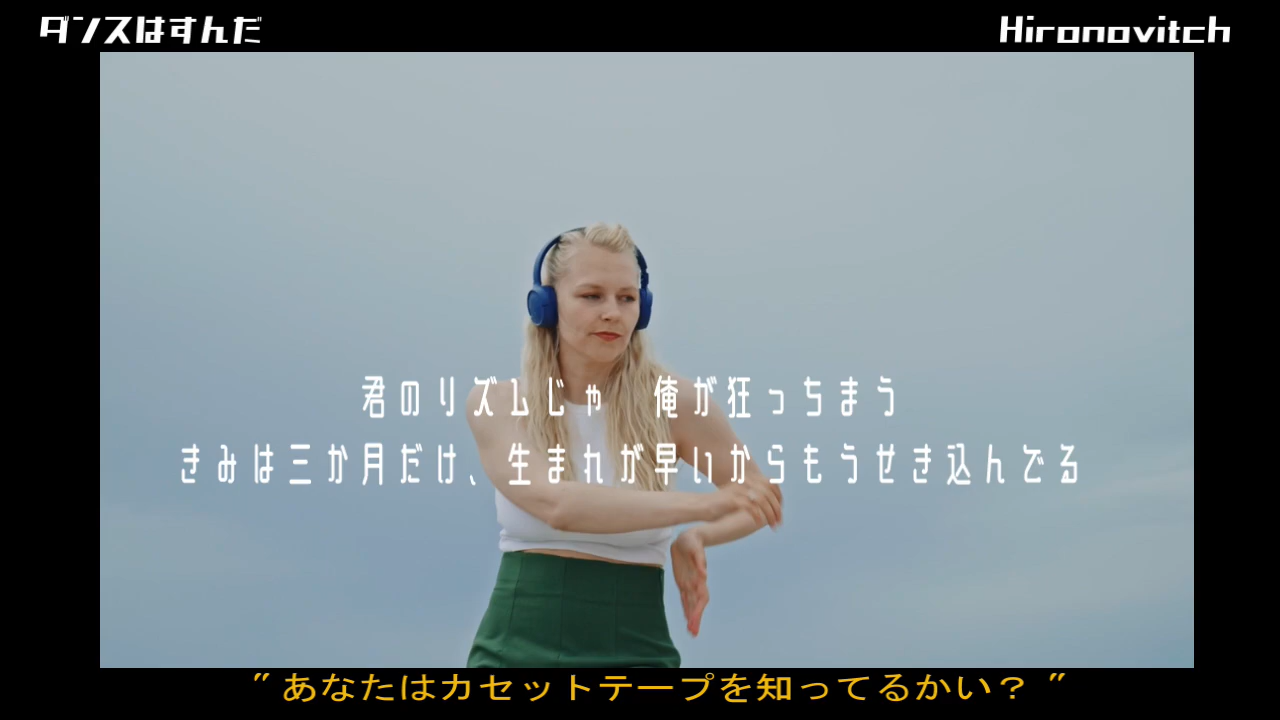 ダンスはすんだ
Hironovitch
君のリズムじゃ 俺が狂っちまう
きみは三か月だけ、生まれが早いからもうせき込んでる
"あなたはカセットテープを知ってるかい？"